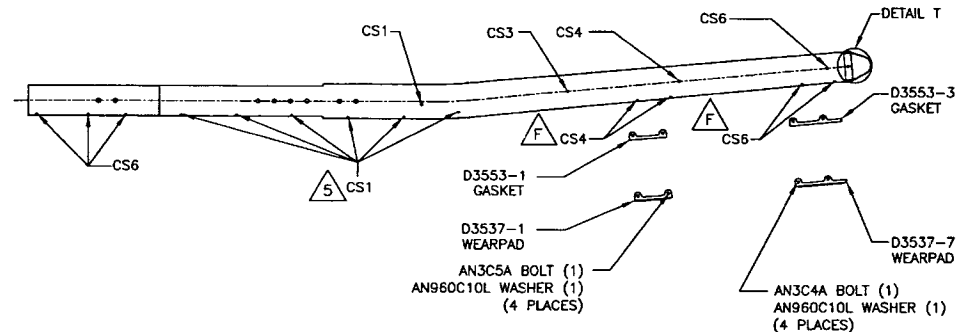 DETAIL T
CS6
CS4
CS3
CS1
D3553-3
GASKET
F
F
CS4
CS6
CS6
5
CS1
D3553-1
GASKET
D3537-1
WEARPAD
D3537-7
WEARPAD
AN3C5A BOLT (1)
AN960C10L WASHER (1)
(4 PLACES)
AN3C4A BOLT (1)
AN960C10L WASHER (1)
(4 PLACES)